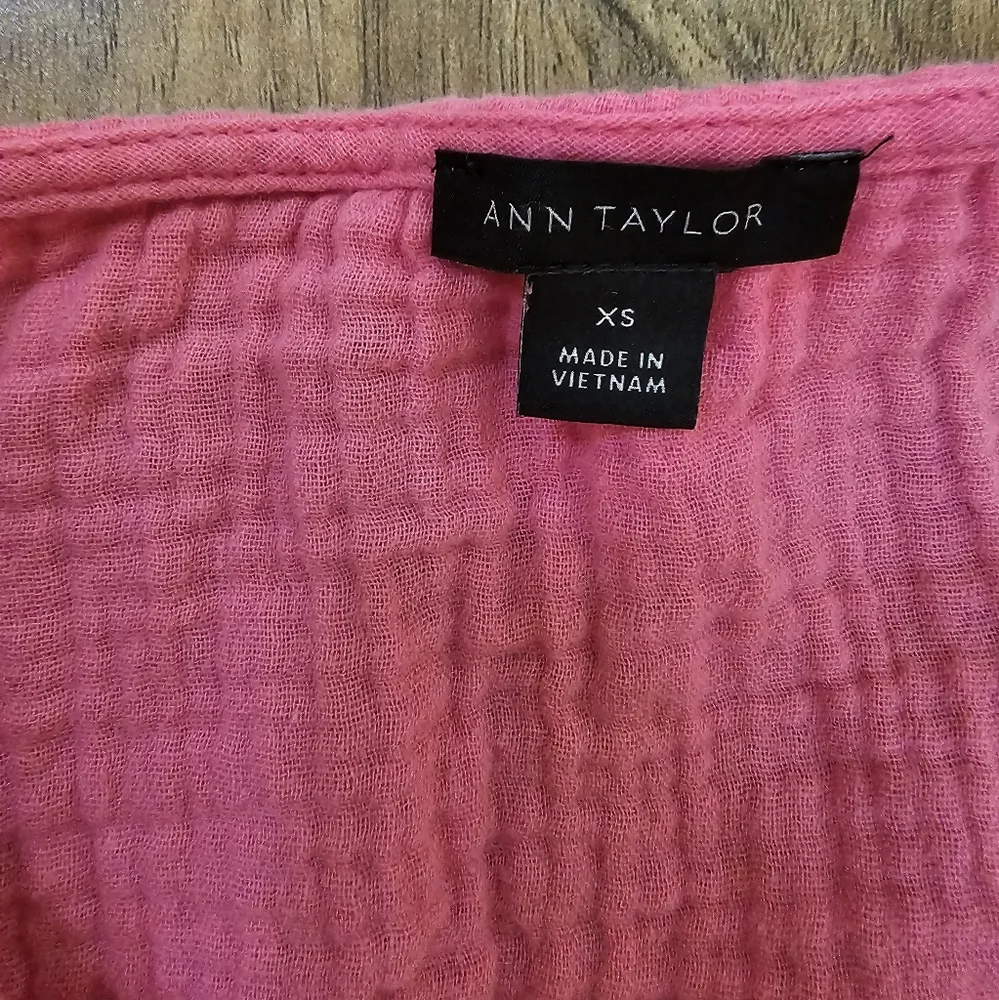 ANN TAYLOR
XS
MADE IN
VIETNAM